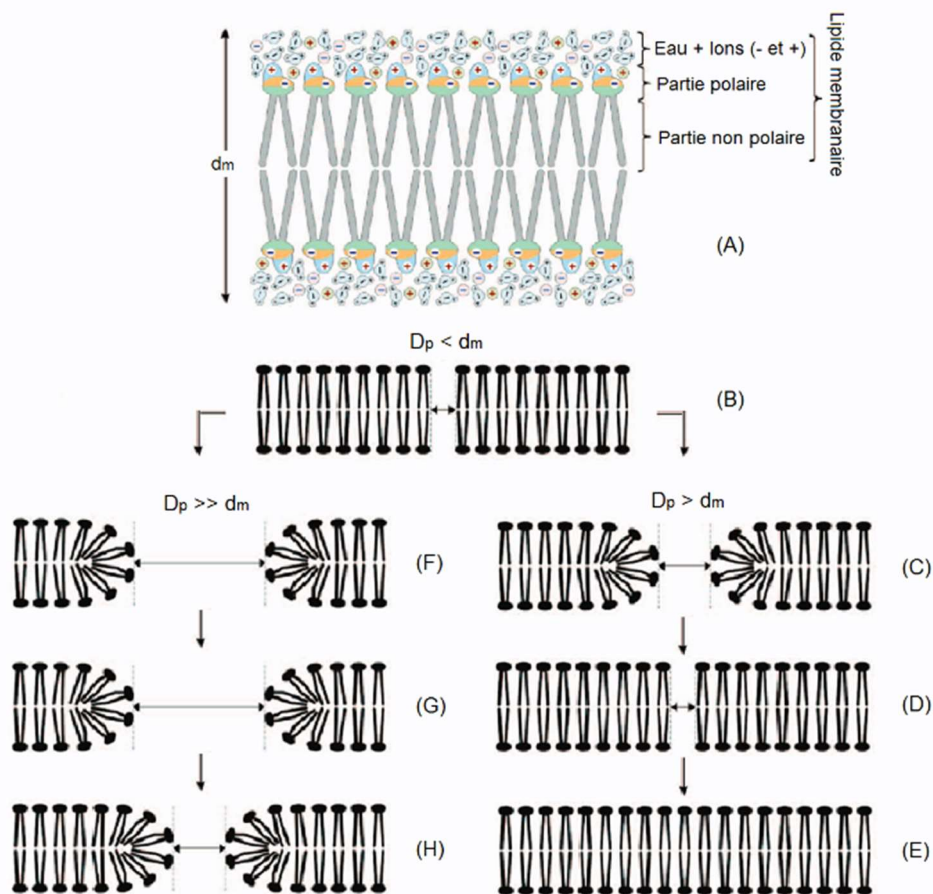 Eau + Ions (- et +)
Partie polaire
Partie non polaire
Lipide membranaire
dm
(A)
Dp < dm
(B)
Dp >> dm
Dp > dm
(F)
(C)
(G)
(D)
(H)
(E)